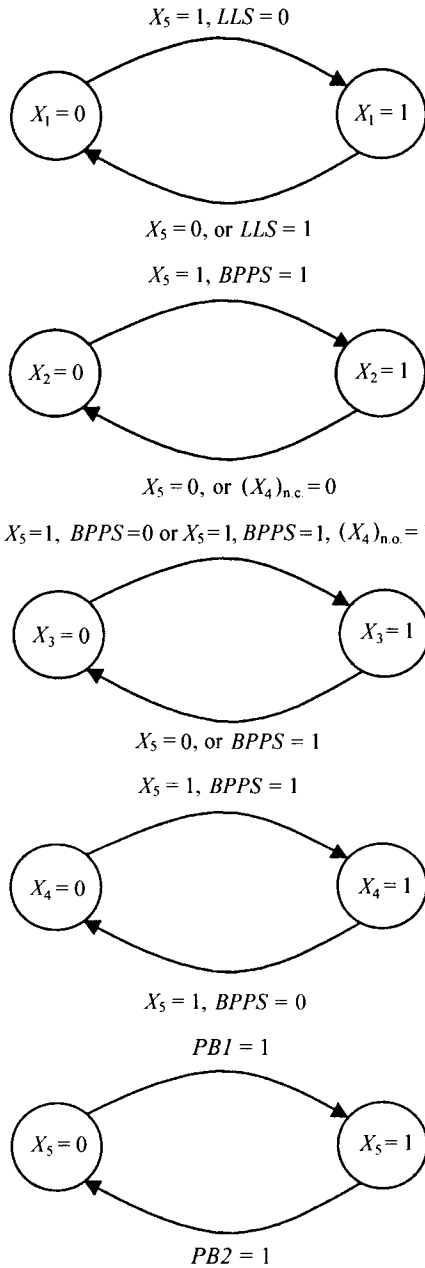 X₅ = 1, LLS = 0
X₁ = 0
X₁ = 1
X₅ = 0, or LLS = 1
X₅ = 1, BPPS = 1
X₂ = 0
X₂ = 1
X₅ = 0, or (X₄)n.c. = 0
X₅ = 1, BPPS = 0 or X₅ = 1, BPPS = 1, (X₄)n.o. =
X₃ = 0
X₃ = 1
X₅ = 0, or BPPS = 1
X₅ = 1, BPPS = 1
X₄ = 0
X₄ = 1
X₅ = 1, BPPS = 0
PB1 = 1
X₅ = 0
X₅ = 1
PB2 = 1